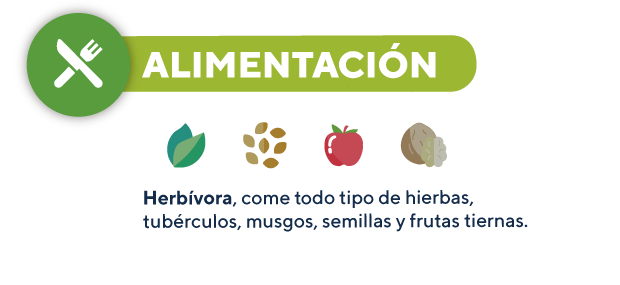 ALIMENTACIÓN
Herbívora, come todo tipo de hierbas,
tubérculos, musgos, semillas y frutas tiernas.